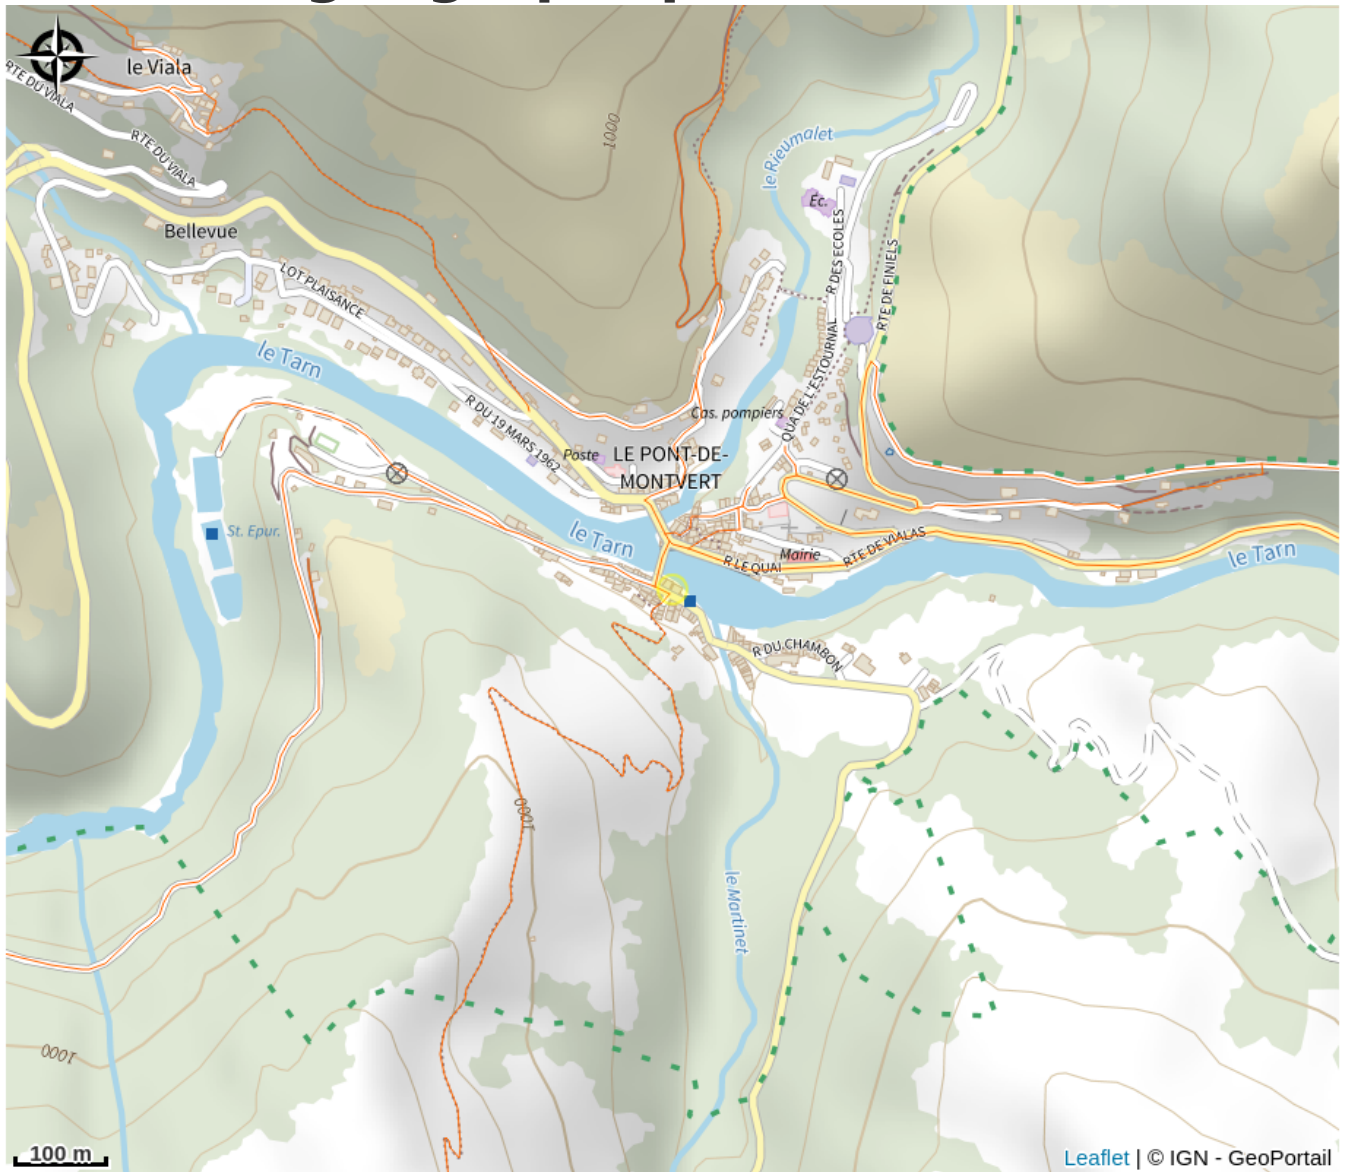 le Viala
RTE DU VIALA
RTE DU VIALA
1000
le Rieumalet
Ec.
Bellevue
R DES ECOLES
RTE DE FINIELS
LOT PLAISANCE
le Tarn
QUA DE L'ESTOURNAL
Cas. pompiers
R DU 19 MARS 1962
Poste
LE PONT-DE-
MONTVERT
St. Epur.
le Tarn
Mairie
RTE DE VIALAS
R LE QUAI
le Tarn
R DU CHAMBON
1000
le Martinet
1000
100 m
Leaflet | © IGN - GeoPortail